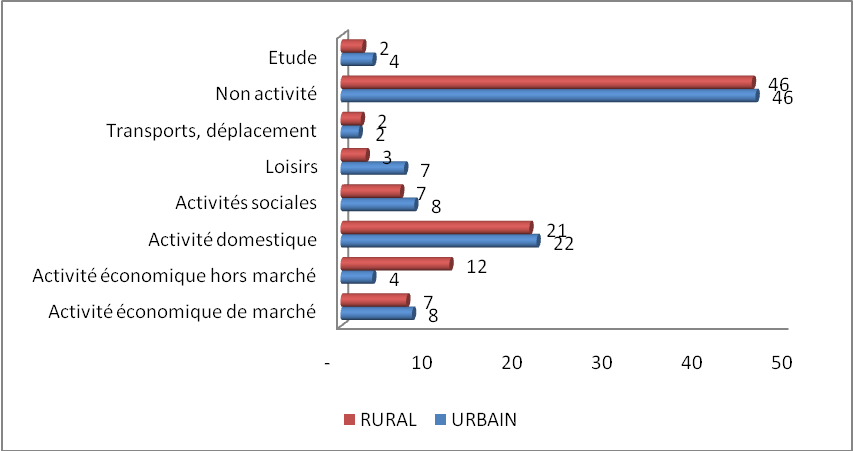 Etude 2
4
Non activité 46
46
Transports, déplacement 2
2
Loisirs 3
7
Activités sociales 7
8
Activité domestique 21
22
Activité économique hors marché 12
4
Activité économique de marché 7
8
- 10 20 30 40 50
RURAL URBAIN